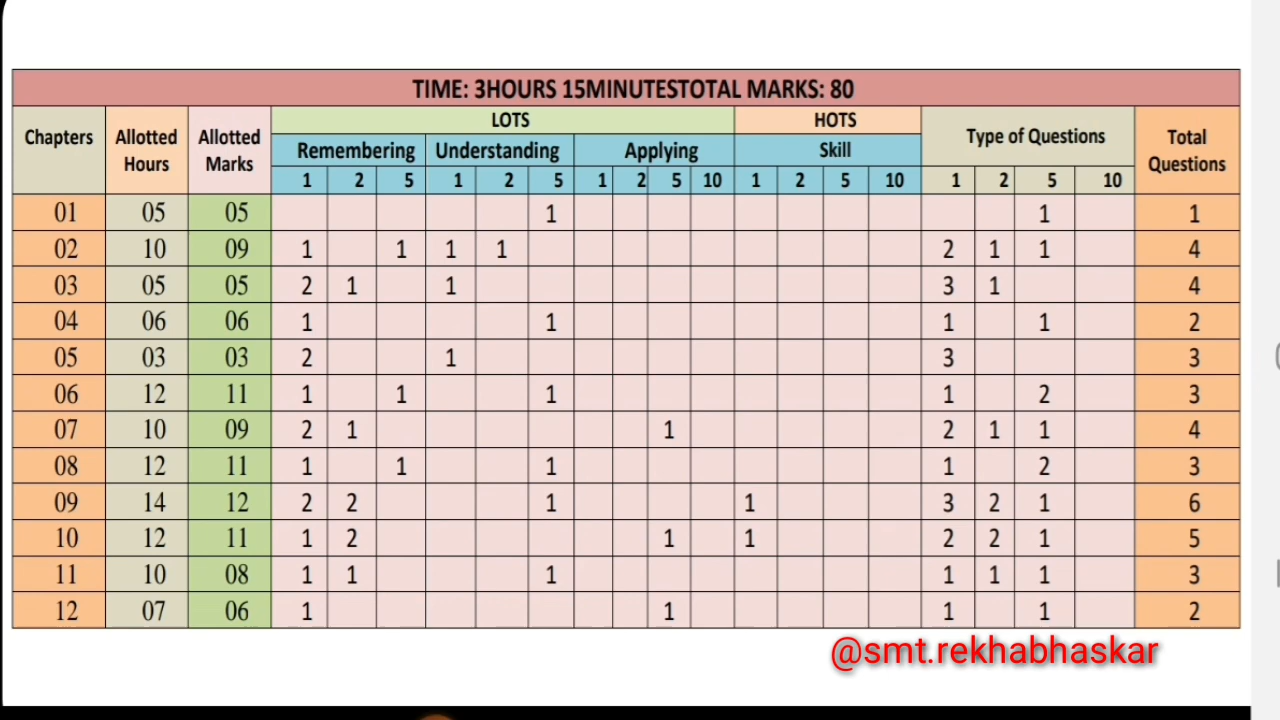 TIME: 3HOURS 15MINUTESTOTAL MARKS: 80
Chapters Allotted Hours Allotted Marks LOTS HOTS Type of Questions Total Questions
Remembering Understanding Applying Skill
1 2 5 1 2 5 1 2 5 10 1 2 5 10 1 2 5 10
01 05 05 1 1 1
02 10 09 1 1 1 1 2 1 1 4
03 05 05 2 1 1 3 1 4
04 06 06 1 1 1 1 2
05 03 03 2 1 3 3
06 12 11 1 1 1 1 2 3
07 10 09 2 1 1 2 1 1 4
08 12 11 1 1 1 1 2 3
09 14 12 2 2 1 1 3 2 1 6
10 12 11 1 2 1 1 2 2 1 5
11 10 08 1 1 1 1 1 1 3
12 07 06 1 1 1 1 2
@smt.rekhabhaskar